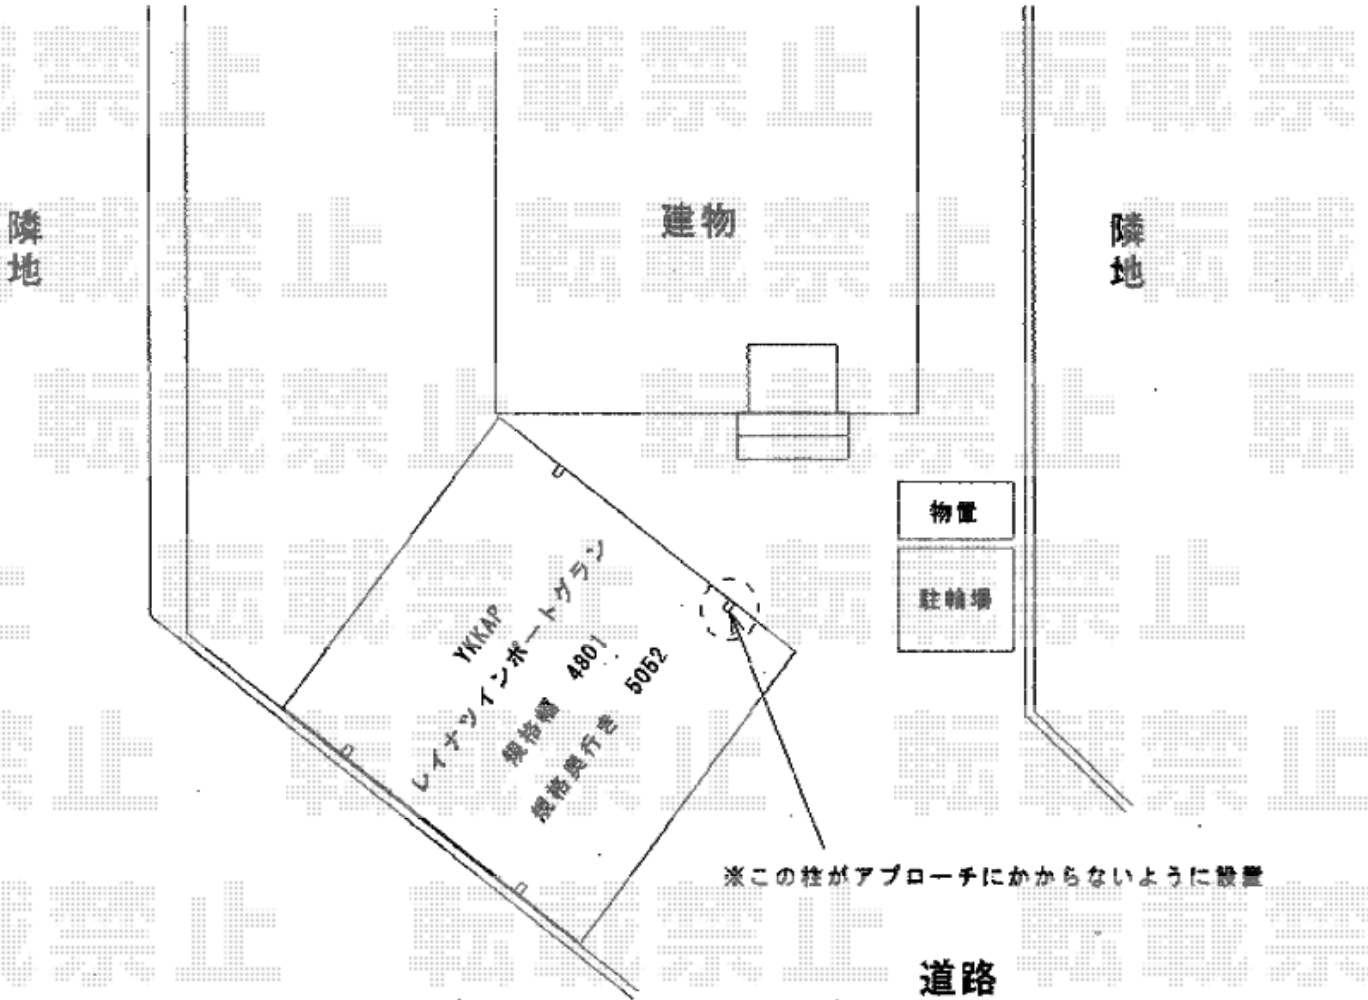 転載禁止
建物
隣地
隣地
物置
駐輪場
YKKAP
レイナツインポートグラン
規格幅 4801
規格奥行き 5052
※この柱がアプローチにかからないように設置
道路